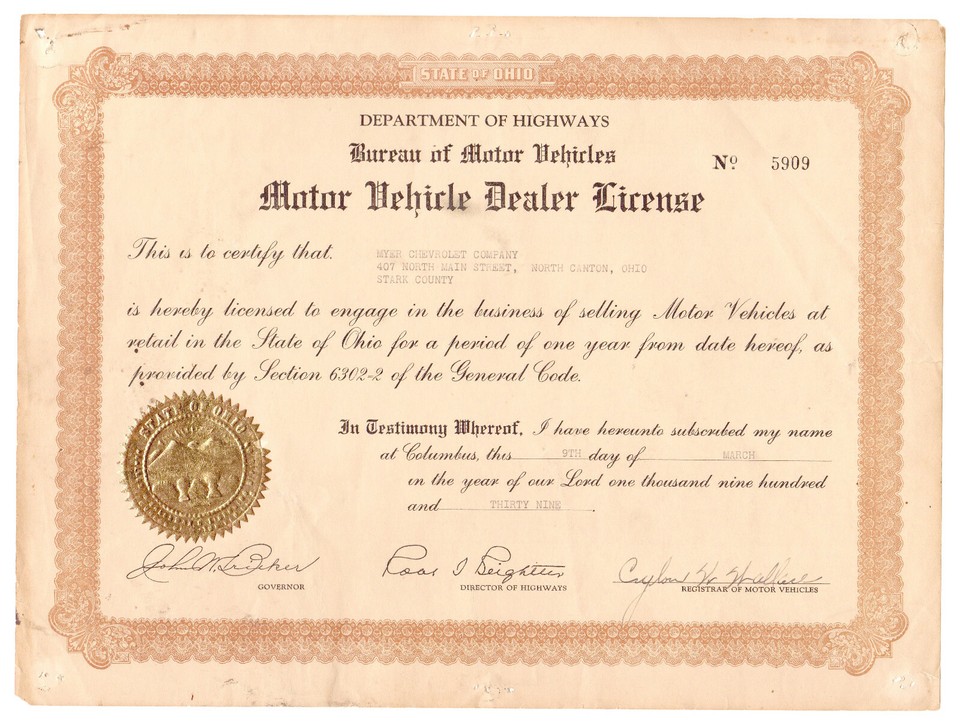 STATE OF OHIO
DEPARTMENT OF HIGHWAYS
Bureau of Motor Vehicles
Nº 5909
Motor Vehicle Dealer License
This is to certify that.
MYER CHEVROLET COMPANY
407 NORTH MAIN STREET, NORTH CANTON, OHIO
STARK COUNTY
is hereby licensed to engage in the business of selling Motor Vehicles at
retail in the State of Ohio for a period of one year from date hereof, as
provided by Section 6302-2 of the General Code.
In Testimony Whereof, I have hereunto subscribed my name
at Columbus, this 9TH day of MARCH
in the year of our Lord one thousand nine hundred
and THIRTY NINE.
STATE OF OHIO
John W. Bricker
GOVERNOR
DIRECTOR OF HIGHWAYS
REGISTRAR OF MOTOR VEHICLES